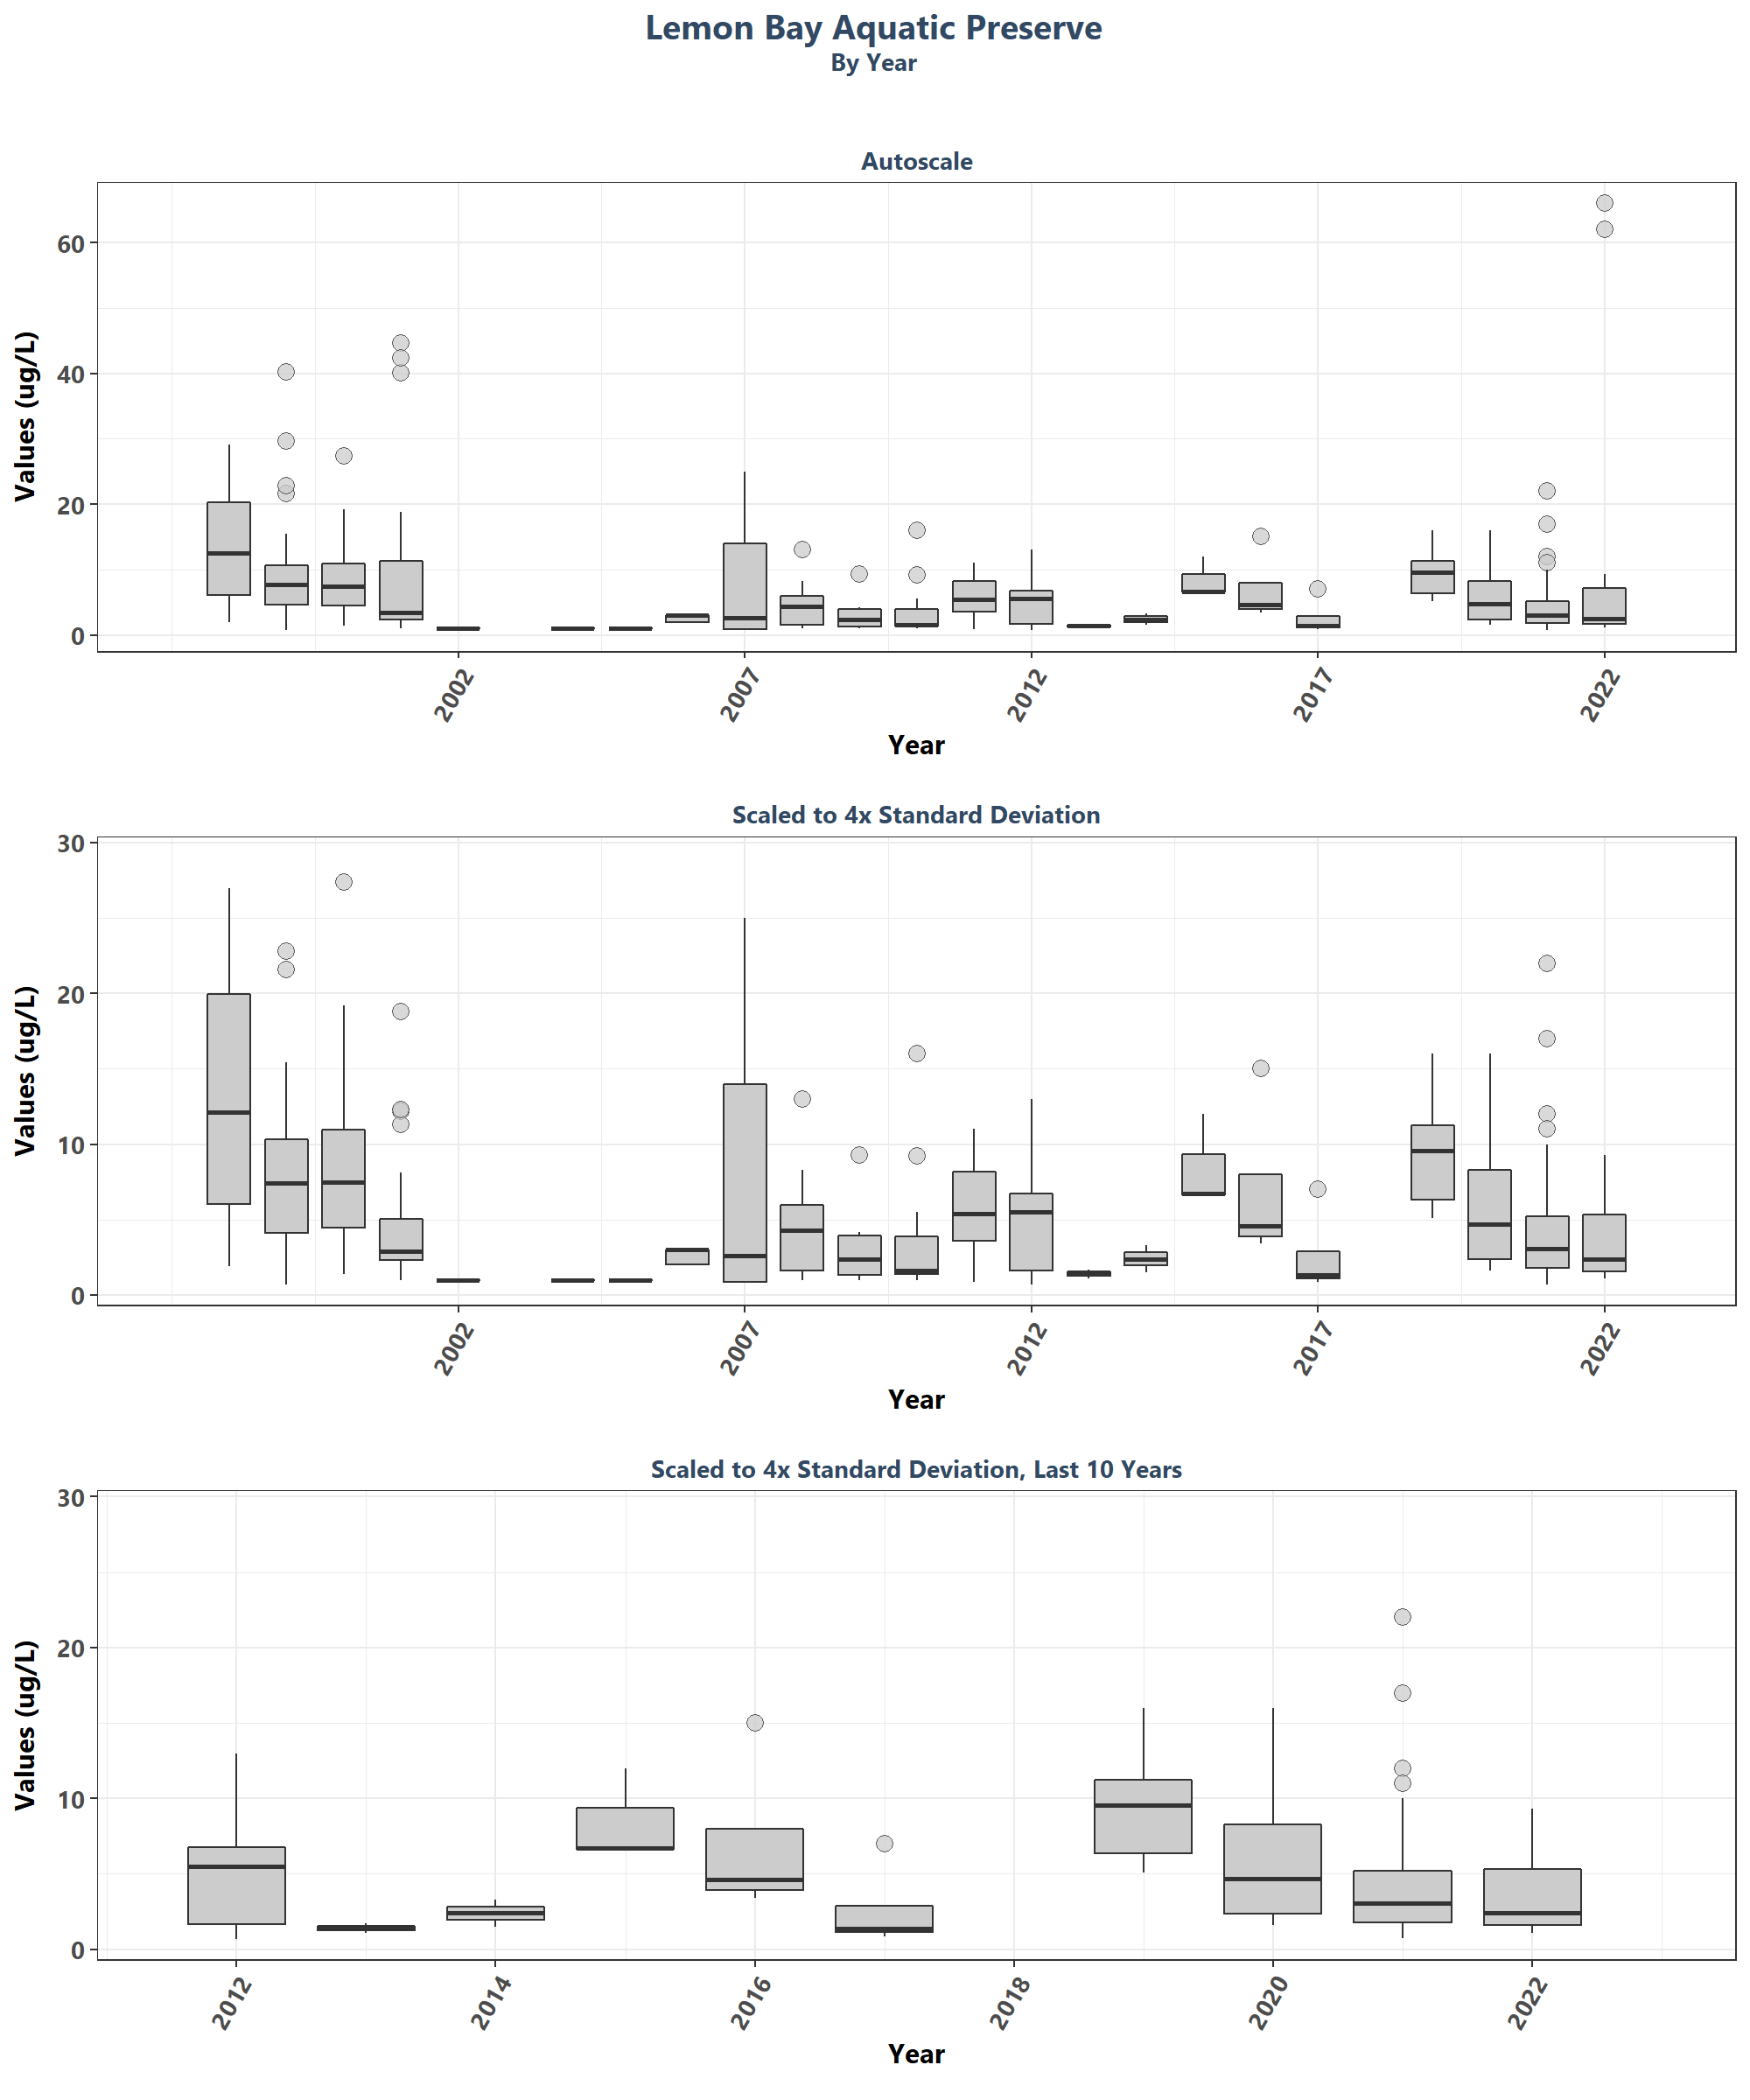 Lemon Bay Aquatic Preserve
By Year
Autoscale
Values (ug/L)
60
40
20
0
2002
2007
2012
2017
2022
Year
Scaled to 4x Standard Deviation
Values (ug/L)
30
20
10
0
2002
2007
2012
2017
2022
Year
Scaled to 4x Standard Deviation, Last 10 Years
Values (ug/L)
30
20
10
0
2012
2014
2016
2018
2020
2022
Year